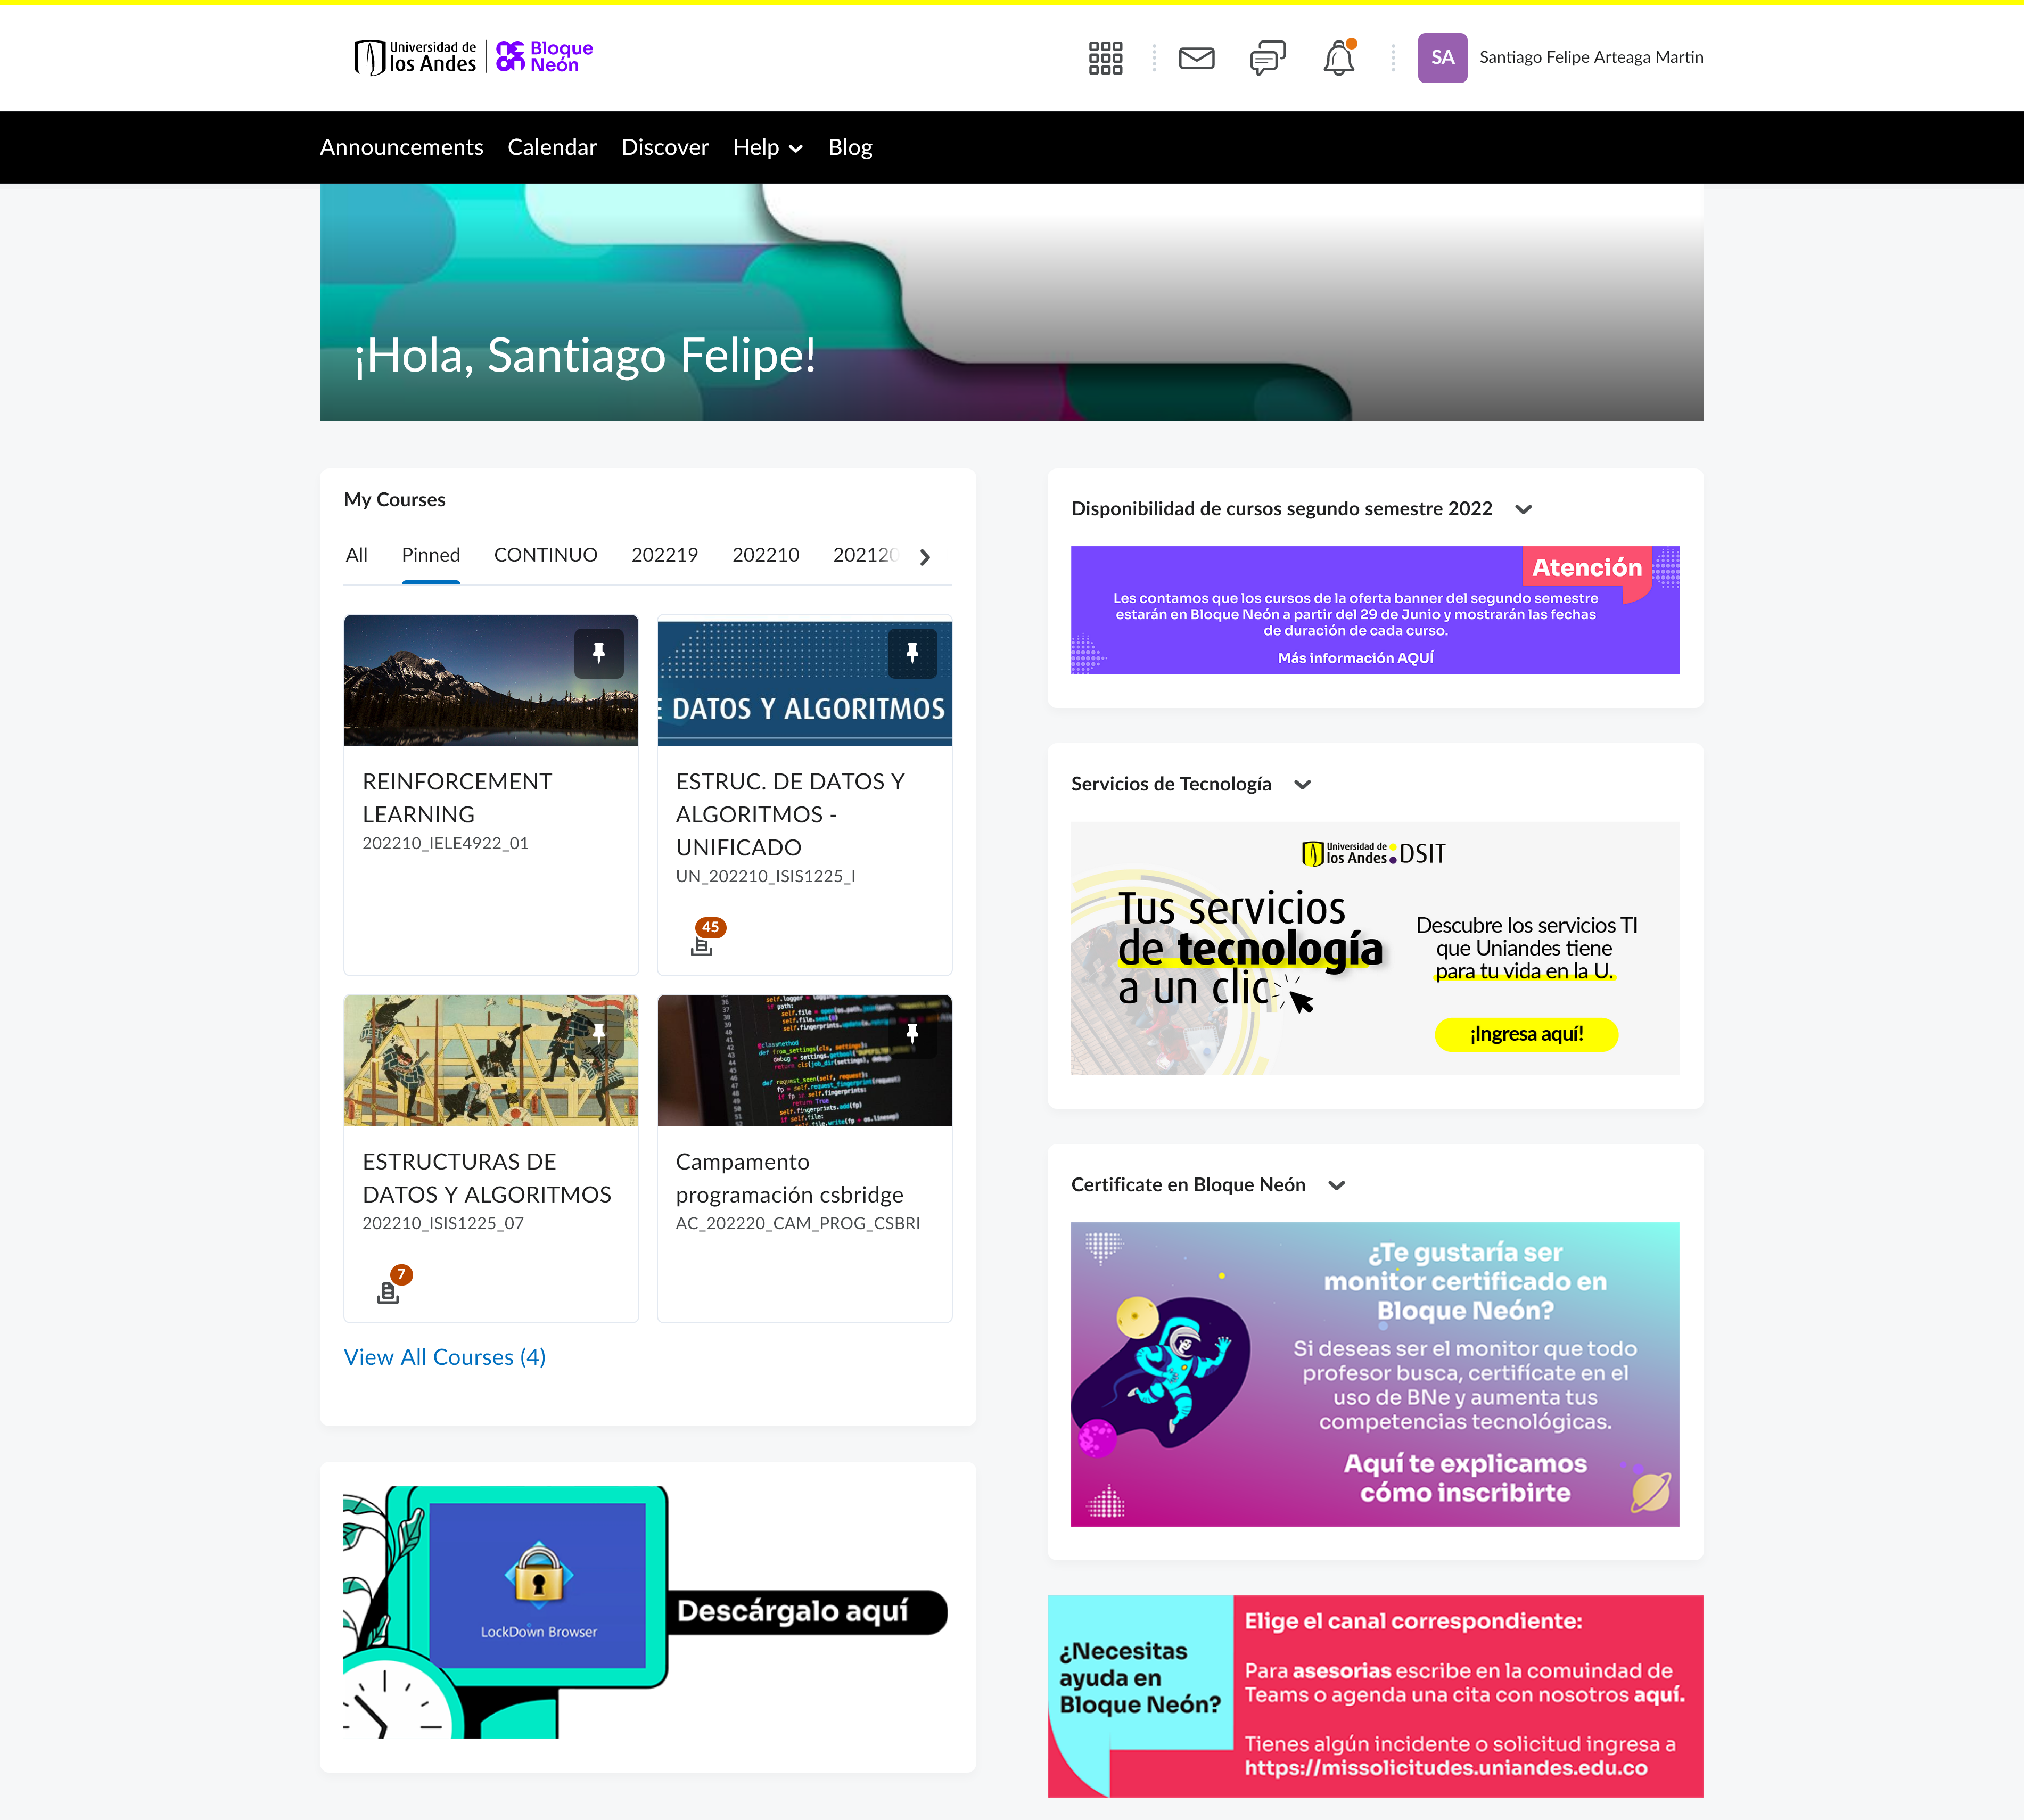 Universidad de
los Andes
Bloque
Neón
SA
Santiago Felipe Arteaga Martin
Announcements
Calendar
Discover
Help
Blog
¡Hola, Santiago Felipe!
My Courses
All
Pinned
CONTINUO
202219
202210
202120
REINFORCEMENT
LEARNING
202210_IELE4922_01
E DATOS Y ALGORITMOS
ESTRUC. DE DATOS Y
ALGORITMOS -
UNIFICADO
UN_202210_ISIS1225_I
45
ESTRUCTURAS DE
DATOS Y ALGORITMOS
202210_ISIS1225_07
7
Campamento
programación csbridge
AC_202220_CAM_PROG_CSBRI
View All Courses (4)
LockDown Browser
Descárgalo aquí
Disponibilidad de cursos segundo semestre 2022
Atención
Les contamos que los cursos de la oferta banner del segundo semestre
estarán en Bloque Neón a partir del 29 de Junio y mostrarán las fechas
de duración de cada curso.
Más información AQUÍ
Servicios de Tecnología
Universidad de
los Andes
DSIT
Tus servicios
de tecnología
a un clic
Descubre los servicios TI
que Uniandes tiene
para tu vida en la U.
¡Ingresa aquí!
Certificate en Bloque Neón
¿Te gustaría ser
monitor certificado en
Bloque Neón?
Si deseas ser el monitor que todo
profesor busca, certifícate en el
uso de BNe y aumenta tus
competencias tecnológicas.
Aquí te explicamos
cómo inscribirte
¿Necesitas
ayuda en
Bloque Neón?
Elige el canal correspondiente:
Para asesorias escribe en la comuindad de
Teams o agenda una cita con nosotros aquí.
Tienes algún incidente o solicitud ingresa a
https://missolicitudes.uniandes.edu.co